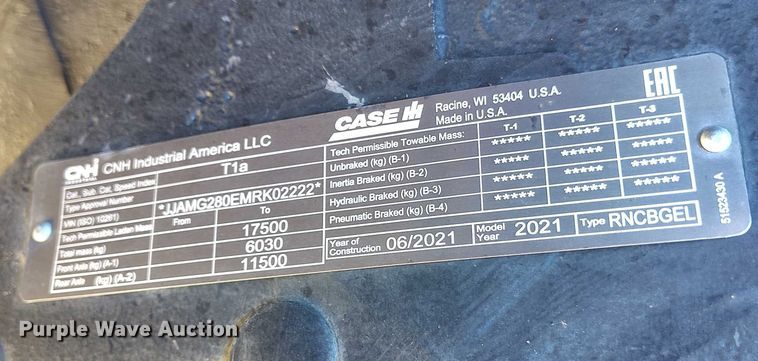 CNH INDUSTRIAL CNH Industrial America LLC
Cat., Sub. Cat., Speed Index T1a
Type Approval Number
VIN (ISO 10261) *JJAMG280EMRK02222*
From To
Tech Permissible Laden Mass
Total mass (kg) 17500
Front Axle (kg) (A-1) 6030
Rear Axle (kg) (A-2) 11500
CASE IH
Racine, WI 53404 U.S.A.
Made in U.S.A.
EAC
Tech Permissible Towable Mass: T-1 T-2 T-3
Unbraked (kg) (B-1) ***** ***** *****
Inertia Braked (kg) (B-2) ***** ***** *****
Hydraulic Braked (kg) (B-3) ***** ***** *****
Pneumatic Braked (kg) (B-4) ***** ***** *****
Year of Construction 06/2021 Model Year 2021 Type RNCBGEL
51523430 A
Purple Wave Auction